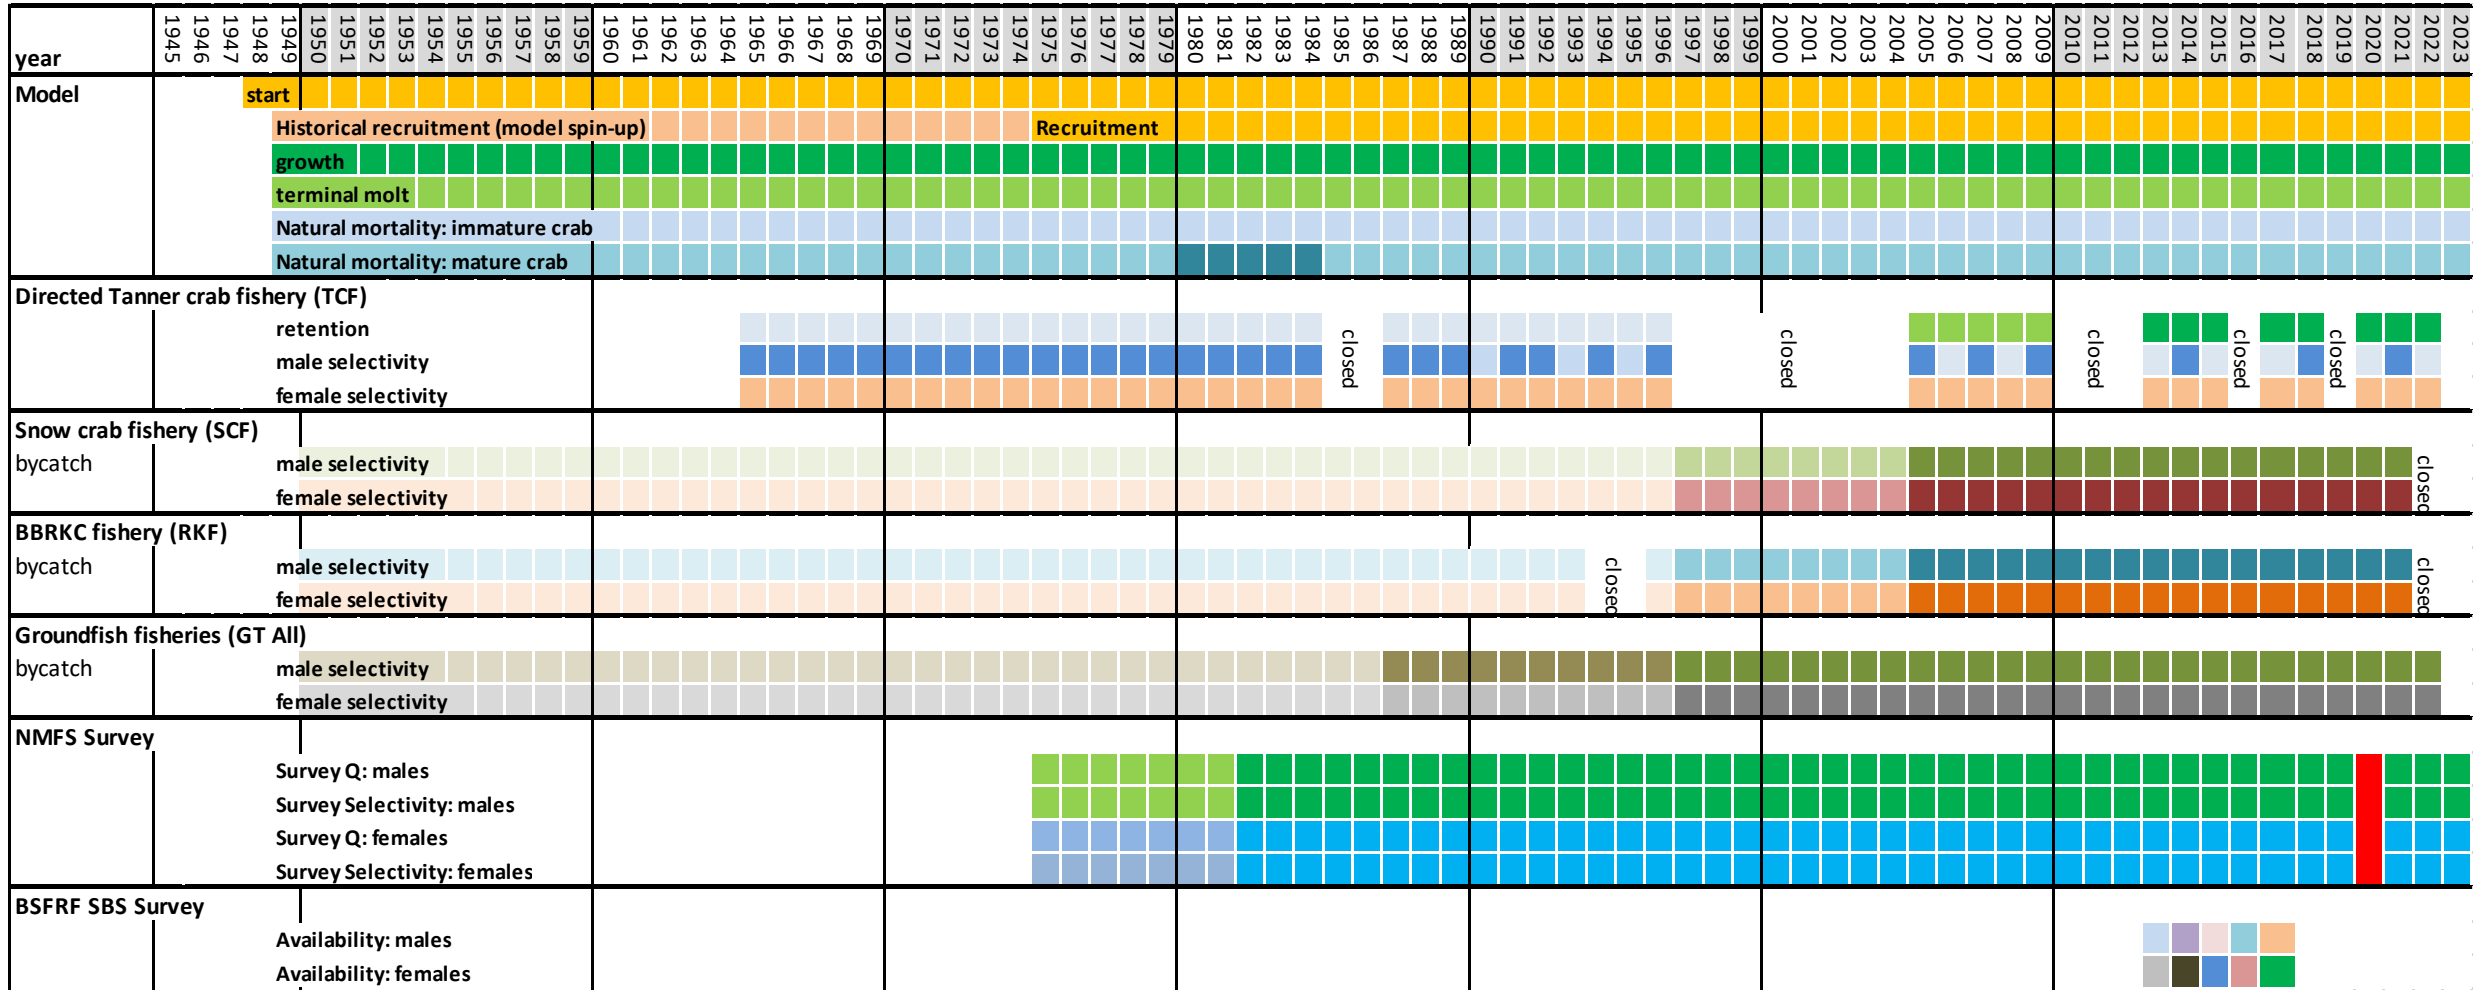 year 1945 1946 1947 1948 1949 1950 1951 1952 1953 1954 1955 1956 1957 1958 1959 1960 1961 1962 1963 1964 1965 1966 1967 1968 1969 1970 1971 1972 1973 1974 1975 1976 1977 1978 1979 1980 1981 1982 1983 1984 1985 1986 1987 1988 1989 1990 1991 1992 1993 1994 1995 1996 1997 1998 1999 2000 2001 2002 2003 2004 2005 2006 2007 2008 2009 2010 2011 2012 2013 2014 2015 2016 2017 2018 2019 2020 2021 2022 2023
Model start
Historical recruitment (model spin-up) Recruitment
growth
terminal molt
Natural mortality: immature crab
Natural mortality: mature crab
Directed Tanner crab fishery (TCF)
retention
male selectivity closed closed closed closed closed
female selectivity
Snow crab fishery (SCF)
bycatch male selectivity closed
female selectivity
BBRKC fishery (RKF)
bycatch male selectivity closed closed
female selectivity
Groundfish fisheries (GT All)
bycatch male selectivity
female selectivity
NMFS Survey
Survey Q: males
Survey Selectivity: males
Survey Q: females
Survey Selectivity: females
BSFRF SBS Survey
Availability: males
Availability: females